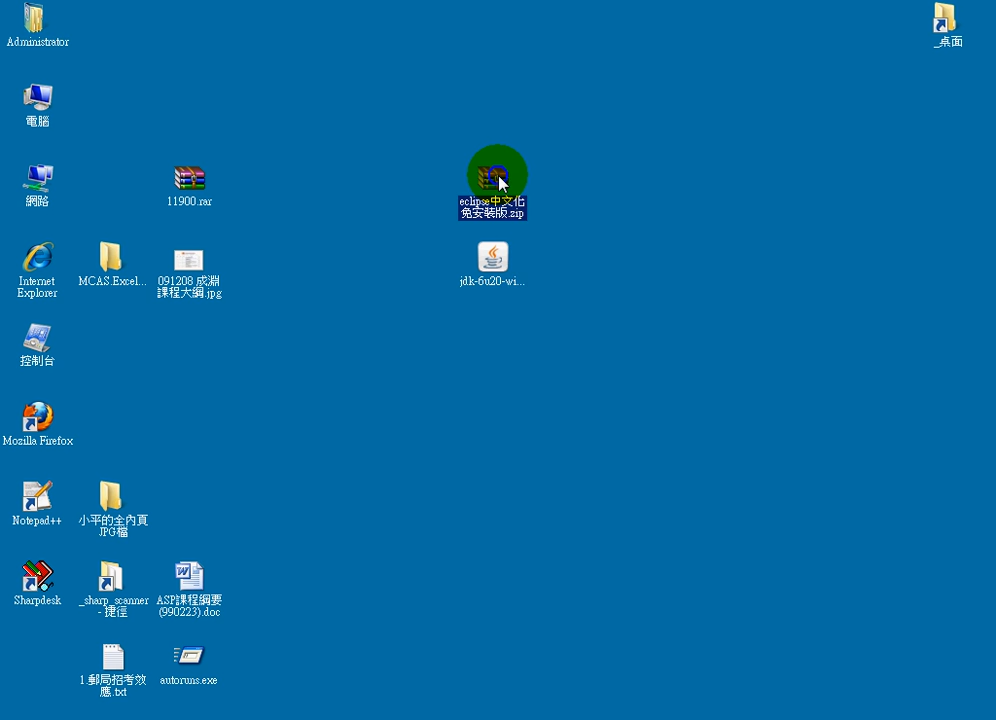 Administrator
_桌面
電腦
網路
11900.rar
eclipse中文化
免安裝版.zip
Internet
Explorer
MCAS.Excel...
091208 成淵
課程大綱.jpg
jdk-6u20-wi...
控制台
Mozilla Firefox
Notepad++
小平的全內頁
JPG檔
Sharpdesk
_sharp_scanner
- 捷徑
ASP課程綱要
(990223).doc
1.郵局招考效
應.txt
autoruns.exe